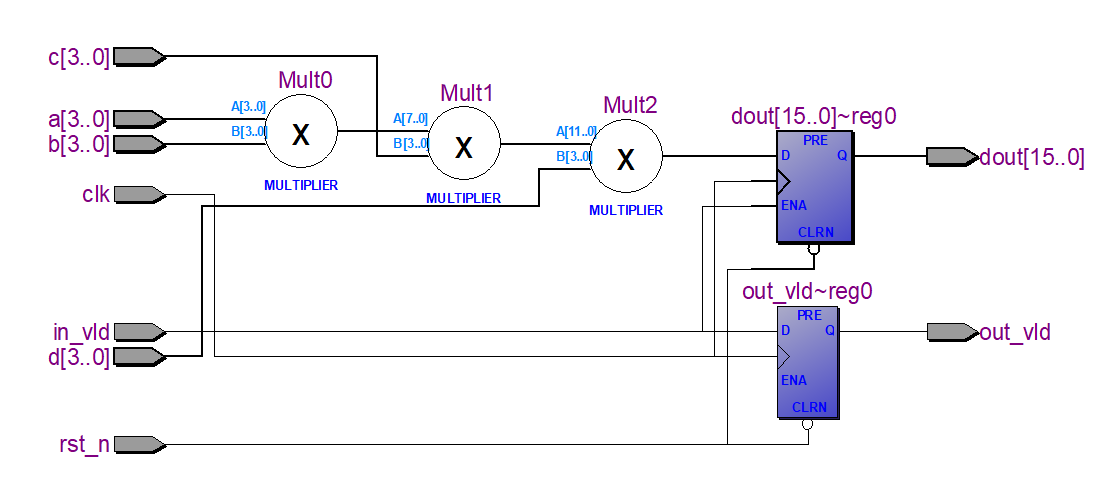 c[3..0]
Mult0
Mult1
Mult2
dout[15..0]~reg0
A[3..0]
a[3..0]
B[3..0]
b[3..0]
X
MULTIPLIER
A[7..0]
B[3..0]
X
MULTIPLIER
A[11..0]
B[3..0]
X
MULTIPLIER
PRE
D
Q
ENA
CLRN
dout[15..0]
clk
out_vld~reg0
in_vld
d[3..0]
PRE
D
Q
ENA
CLRN
out_vld
rst_n